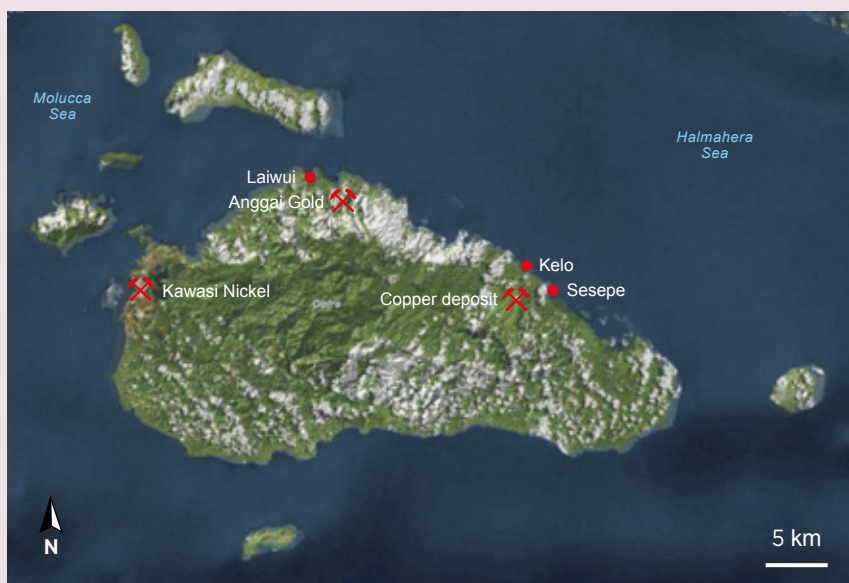 Molucca
Sea
Halmahera
Sea
Laiwui
Anggai Gold
Kelo
Kawasi Nickel
Copper deposit
Sesepe
N
5 km